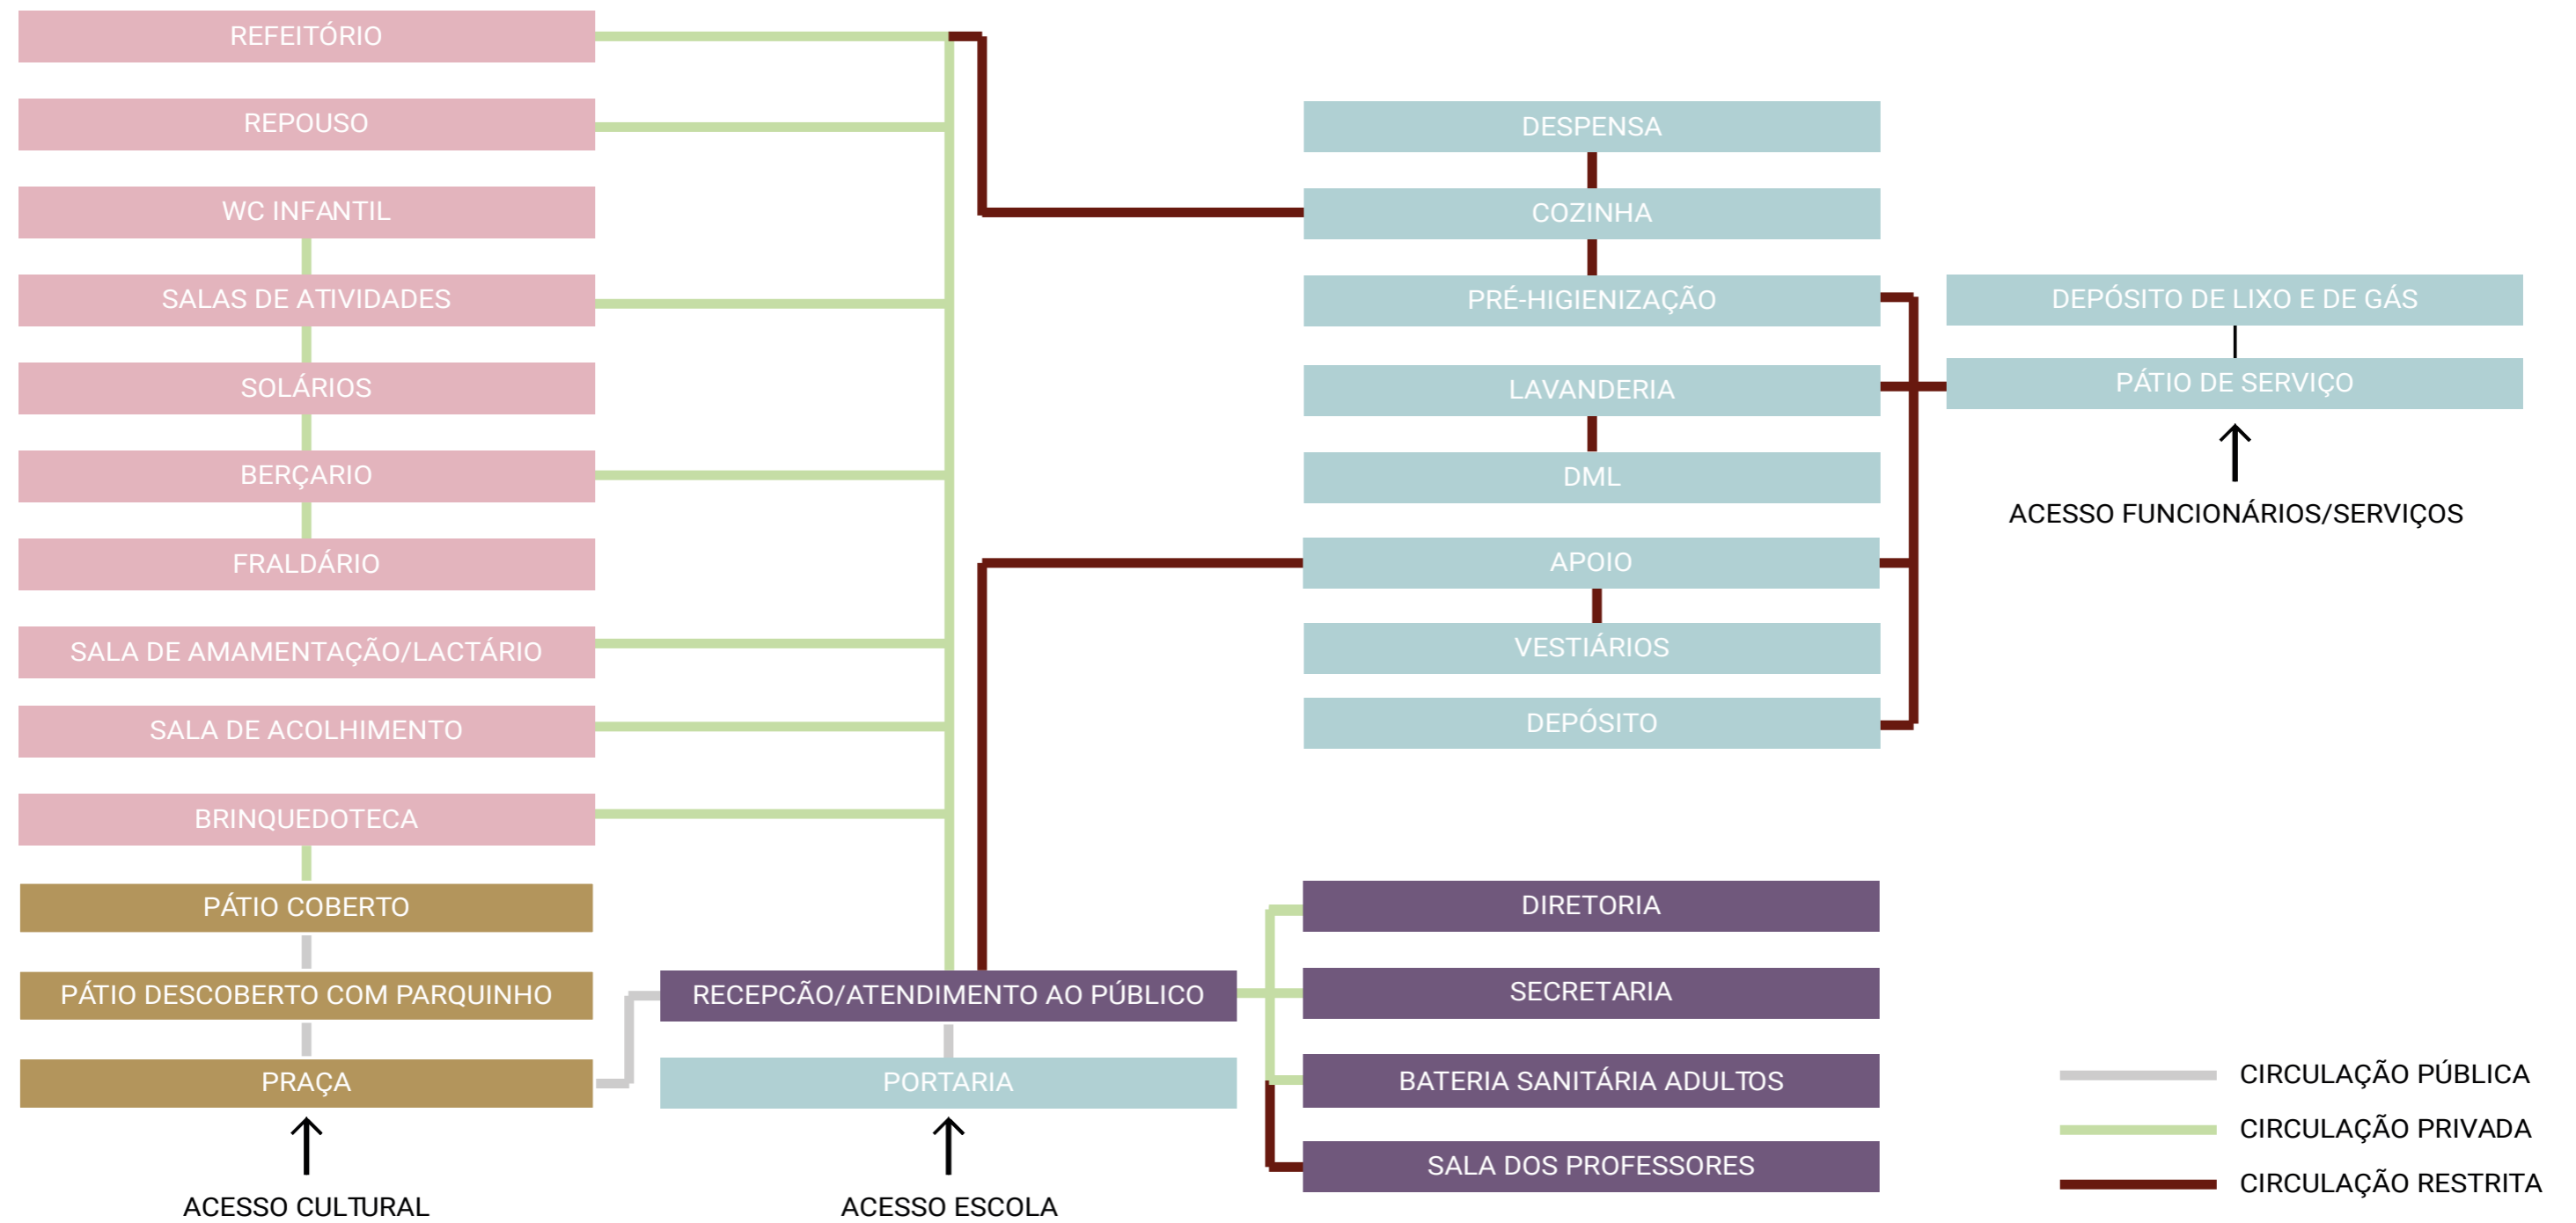 REFEITÓRIO
REPOUSO
WC INFANTIL
SALAS DE ATIVIDADES
SOLÁRIOS
BERÇARIO
FRALDÁRIO
SALA DE AMAMENTAÇÃO/LACTÁRIO
SALA DE ACOLHIMENTO
BRINQUEDOTECA
PÁTIO COBERTO
PÁTIO DESCOBERTO COM PARQUINHO
PRAÇA
ACESSO CULTURAL
RECEPCÃO/ATENDIMENTO AO PÚBLICO
PORTARIA
ACESSO ESCOLA
DESPENSA
COZINHA
PRÉ-HIGIENIZAÇÃO
LAVANDERIA
DML
APOIO
VESTIÁRIOS
DEPÓSITO
DIRETORIA
SECRETARIA
BATERIA SANITÁRIA ADULTOS
SALA DOS PROFESSORES
DEPÓSITO DE LIXO E DE GÁS
PÁTIO DE SERVIÇO
ACESSO FUNCIONÁRIOS/SERVIÇOS
CIRCULAÇÃO PÚBLICA
CIRCULAÇÃO PRIVADA
CIRCULAÇÃO RESTRITA